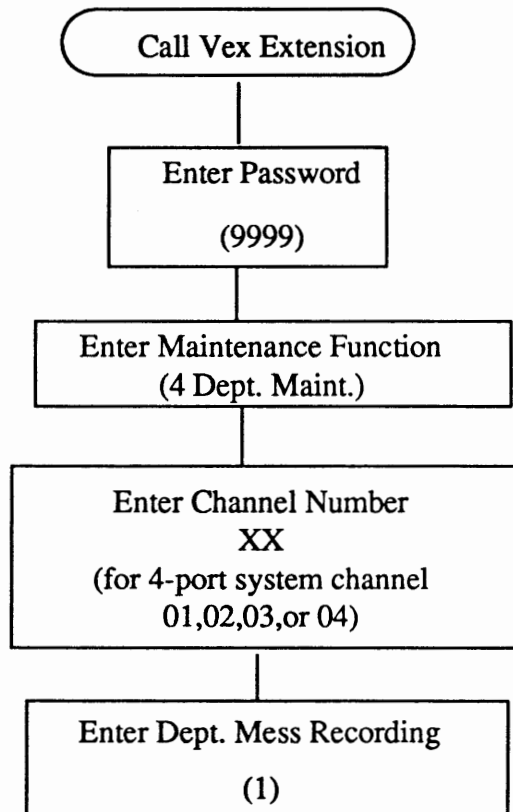 Call Vex Extension
Enter Password
(9999)
Enter Maintenance Function
(4 Dept. Maint.)
Enter Channel Number
XX
(for 4-port system channel
01,02,03,or 04)
Enter Dept. Mess Recording
(1)